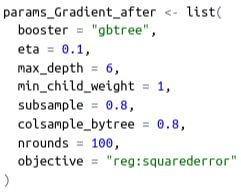 params_Gradient_after <- list(
  booster = "gbtree",
  eta = 0.1,
  max_depth = 6,
  min_child_weight = 1,
  subsample = 0.8,
  colsample_bytree = 0.8,
  nrounds = 100,
  objective = "reg:squarederror"
)